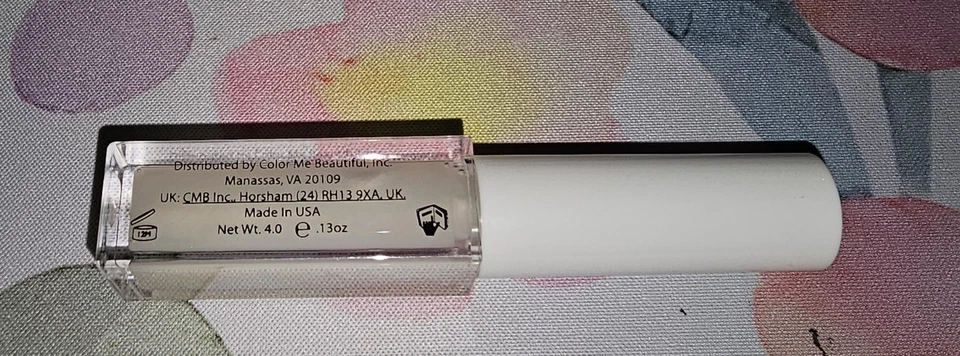 Distributed by Color Me Beautiful, Inc.
Manassas, VA 20109
UK: CMB Inc., Horsham (24) RH13 9XA, UK.
Made In USA
12M
Net Wt. 4.0 e .13oz